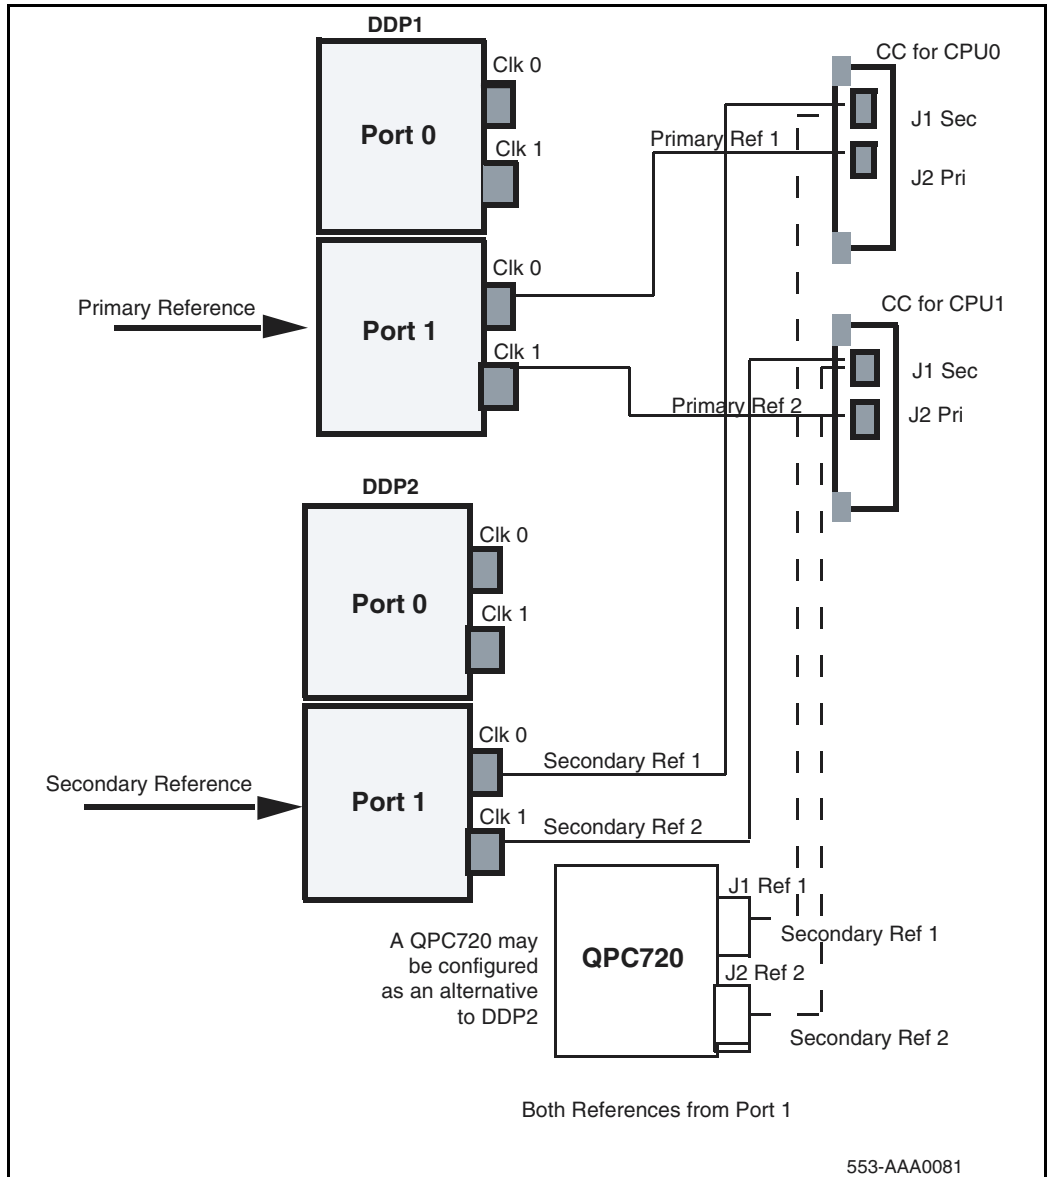 DDP1
CC for CPU0
Clk 0
Port 0
J1 Sec
Primary Ref 1
Clk 1
J2 Pri
Clk 0
Primary Reference
CC for CPU1
Port 1
Clk 1
J1 Sec
Primary Ref 2
J2 Pri
DDP2
Clk 0
Port 0
Clk 1
Clk 0
Secondary Ref 1
Secondary Reference
Port 1
Clk 1
Secondary Ref 2
J1 Ref 1
Secondary Ref 1
A QPC720 may
be configured
as an alternative
to DDP2
QPC720
J2 Ref 2
Secondary Ref 2
Both References from Port 1
553-AAA0081